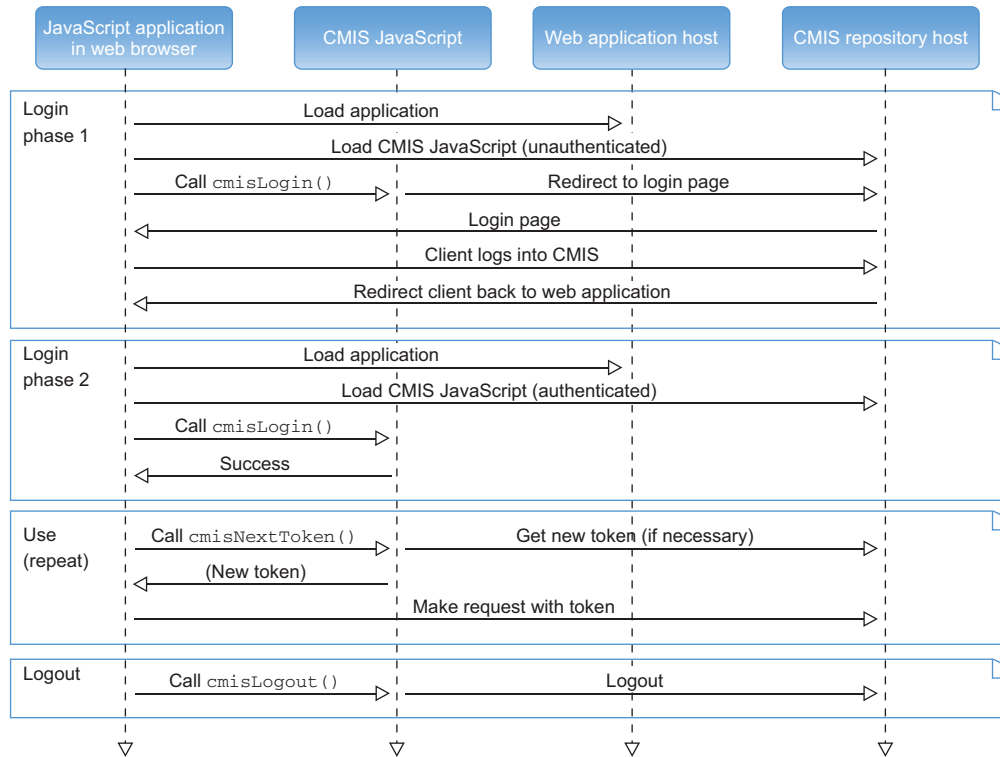 JavaScript application
in web browser
CMIS JavaScript
Web application host
CMIS repository host
Login
phase 1
Load application
Load CMIS JavaScript (unauthenticated)
Call cmisLogin()
Redirect to login page
Login page
Client logs into CMIS
Redirect client back to web application
Login
phase 2
Load application
Load CMIS JavaScript (authenticated)
Call cmisLogin()
Success
Use
(repeat)
Call cmisNextToken()
Get new token (if necessary)
(New token)
Make request with token
Logout
Call cmisLogout()
Logout